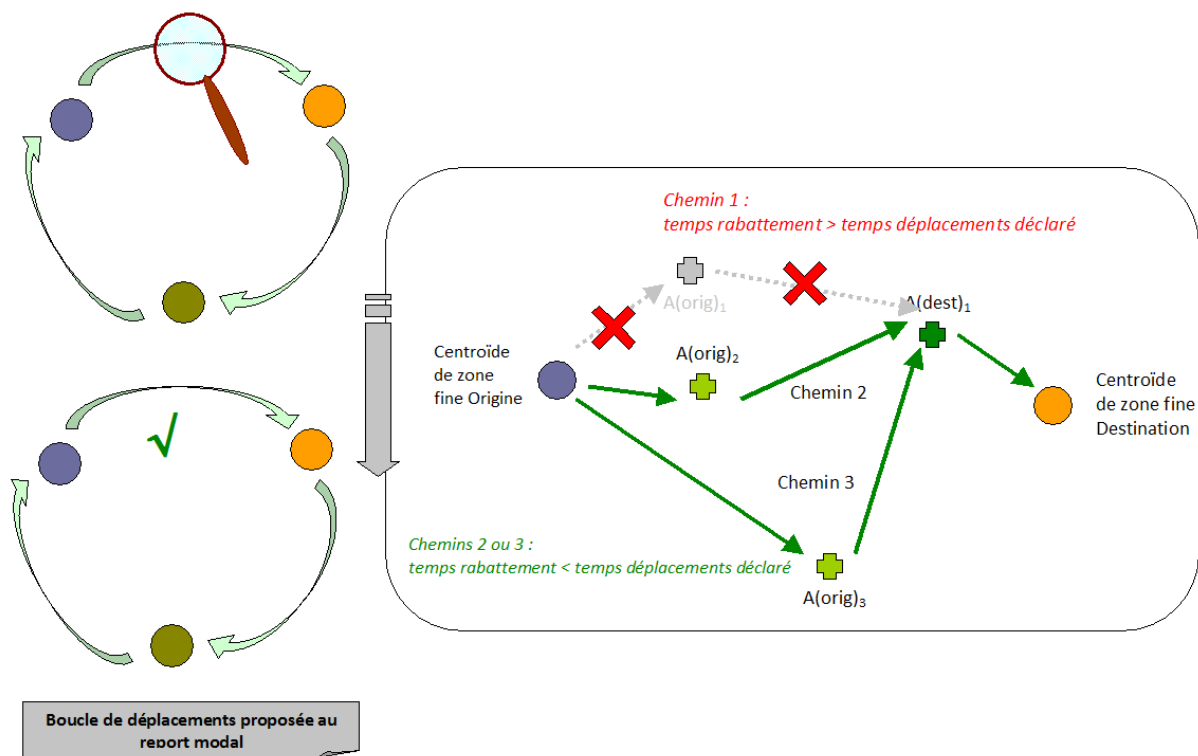 Chemin 1 :
temps rabattement > temps déplacements déclaré
A(orig)₁
A(dest)₁
Centroïde
de zone
fine Origine
A(orig)₂
Chemin 2
Centroïde
de zone fine
Destination
Chemin 3
Chemins 2 ou 3 :
temps rabattement < temps déplacements déclaré
A(orig)₃
Boucle de déplacements proposée au
report modal